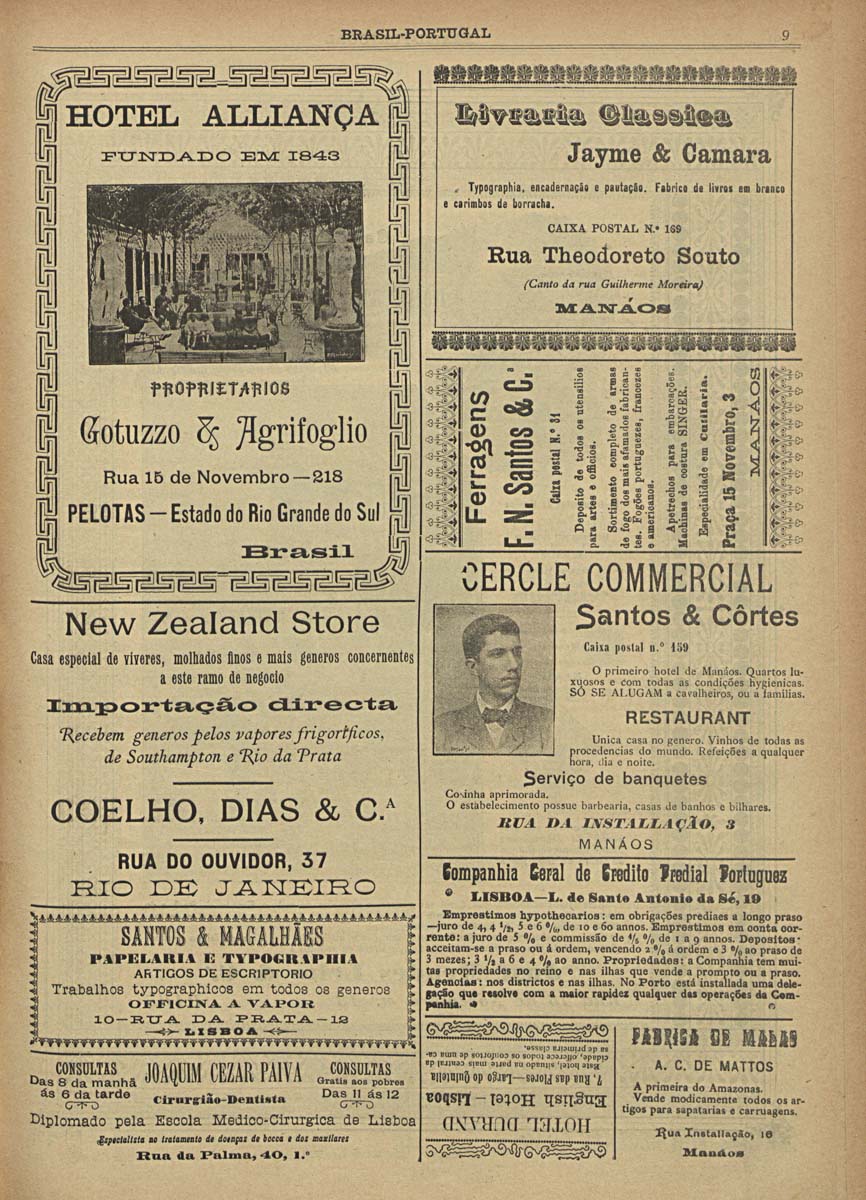 BRASIL-PORTUGAL
9
HOTEL ALLIANÇA
FUNDADO EM 1843
PROPRIETARIOS
Gotuzzo & Agrifoglio
Rua 15 de Novembro—218
PELOTAS—Estado do Rio Grande do Sul
Brasil
New Zealand Store
Casa especial de viveres, molhados finos e mais generos concernentes
a este ramo de negocio
Importação directa
Recebem generos pelos vapores frigorificos,
de Southampton e Rio da Prata
COELHO, DIAS & C.A
RUA DO OUVIDOR, 37
RIO DE JANEIRO
SANTOS & MAGALHÃES
PAPELARIA E TYPOGRAPHIA
ARTIGOS DE ESCRIPTORIO
Trabalhos typographicos em todos os generos
OFFICINA A VAPOR
10—RUA DA PRATA—12
LISBOA
CONSULTAS
Das 8 da manhã
ás 6 da tarde
JOAQUIM CEZAR PAIVA
Cirurgião-Dentista
CONSULTAS
Gratis aos pobres
Das 11 ás 12
Diplomado pela Escola Medico-Cirurgica de Lisboa
Especialista no tratamento de doenças de bocca e dos maxilares
Rua da Palma, 40, 1.º
Livraria Classica
Jayme & Camara
Typographia, encadernação e pautação. Fabrico de livros em branco
e carimbos de borracha.
CAIXA POSTAL N.º 169
Rua Theodoreto Souto
(Canto da rua Guilherme Moreira)
MANÁOS
Ferragens
F. N. Santos & C.ª
Caixa postal N.º 31
Deposito de todos os utensilios
para artes e officios.
Sortimento completo de armas
de fogo dos mais afamados fabrican-
tes. Fogões portuguezes, francezes
e americanos.
Apetrechos para embarcações.
Machinas de costura SINGER.
Especialidade em Cutilaria.
Praça 15 Novembro, 3
MANÁOS
CERCLE COMMERCIAL
Santos & Côrtes
Caixa postal n.º 159
O primeiro hotel de Manáos. Quartos lu-
xuosos e com todas as condições hygienicas.
SÓ SE ALUGAM a cavalheiros, ou a familias.
RESTAURANT
Unica casa no genero. Vinhos de todas as
procedencias do mundo. Refeições a qualquer
hora, dia e noite.
Serviço de banquetes
Cosinha aprimorada.
O estabelecimento possue barbearia, casas de banhos e bilhares.
RUA DA INSTALLAÇÃO, 3
MANÁOS
Companhia Geral de Credito Predial Portuguez
LISBOA—L. de Santo Antonio da Sé, 19
Emprestimos hypothecarios: em obrigações prediaes a longo praso
—juro de 4, 4 1/2, 5 e 6 %, de 10 e 60 annos. Emprestimos em conta cor-
rente: a juro de 5 % e commissão de % de 1 a 9 annos. Depositos:
acceitam-se a praso ou á ordem, vencendo 2 % á ordem e 3 % ao praso de
3 mezes; 3 1/2 a 6 e 4 % ao anno. Propriedades: a Companhia tem mui-
tas propriedades no reino e nas ilhas que vende a prompto ou a praso.
Agencias: nos districtos e nas ilhas. No Porto está installada uma dele-
gação que resolve com a maior rapidez qualquer das operações da Com-
panhia.
HOTEL DURAND
English Hotel—Lisboa
7, Rua das Flores—Largo do Quintella
Este hotel, situado na parte mais central da
cidade, offerece todos os confortos de uma ca-
sa de primeira classe.
FABRICA DE MALAS
A. C. DE MATTOS
A primeira do Amazonas.
Vende modicamente todos os ar-
tigos para sapatarias e carruagens.
Rua Installação, 16
Manáos